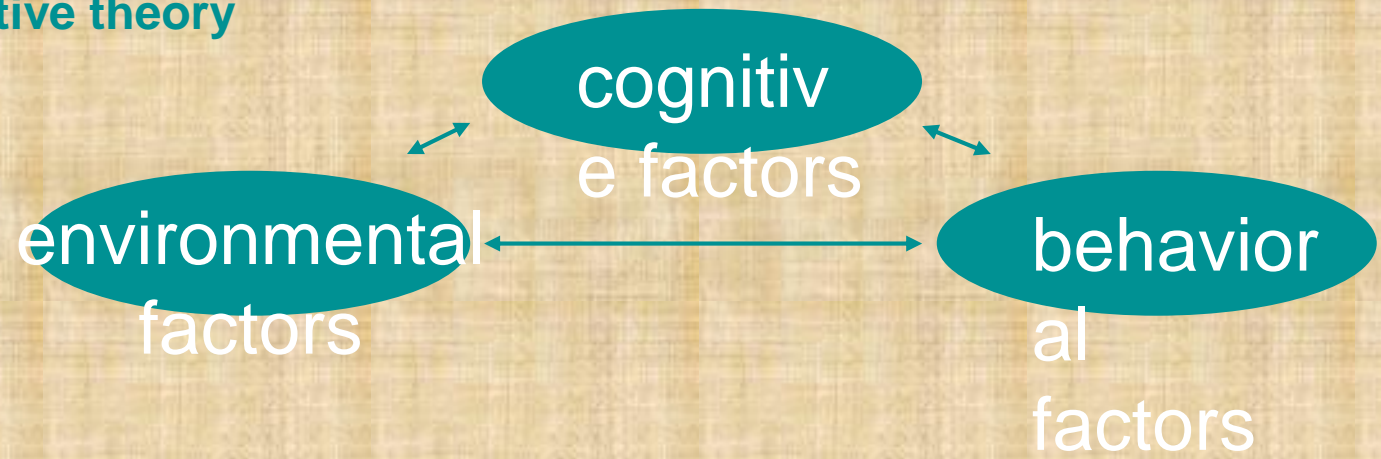 tive theory
cognitiv
e factors
environmental
factors
behavior
al
factors